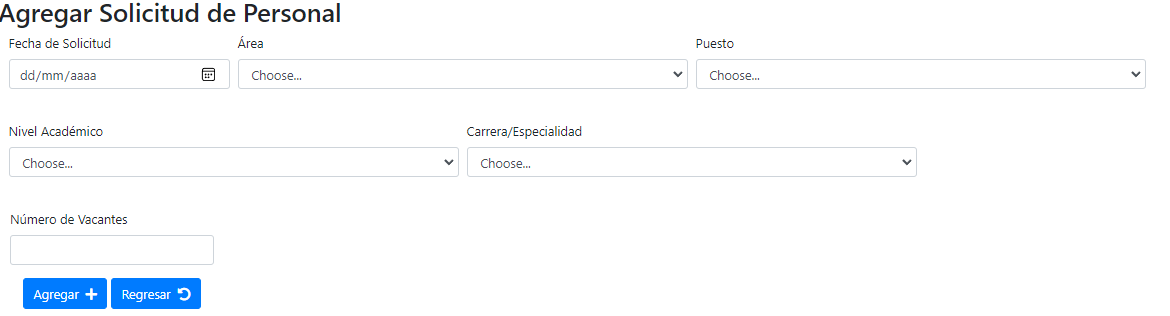 Agregar Solicitud de Personal
Fecha de Solicitud Área Puesto
dd/mm/aaaa Choose... Choose...
Nivel Académico Carrera/Especialidad
Choose... Choose...
Número de Vacantes
Agregar Regresar